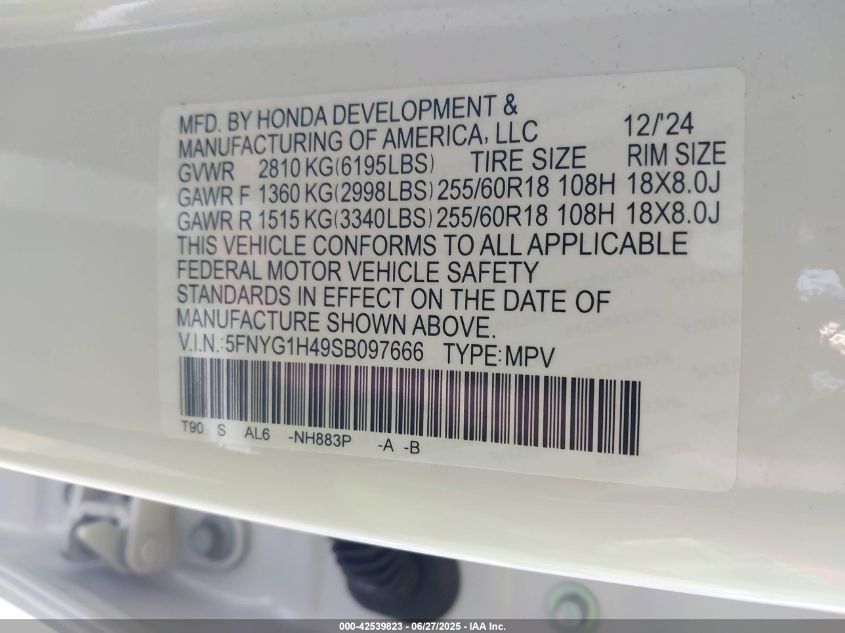 MFD. BY HONDA DEVELOPMENT &
MANUFACTURING OF AMERICA, LLC 12/'24
GVWR 2810 KG(6195LBS) TIRE SIZE RIM SIZE
GAWR F 1360 KG(2998LBS) 255/60R18 108H 18X8.0J
GAWR R 1515 KG(3340LBS) 255/60R18 108H 18X8.0J
THIS VEHICLE CONFORMS TO ALL APPLICABLE
FEDERAL MOTOR VEHICLE SAFETY
STANDARDS IN EFFECT ON THE DATE OF
MANUFACTURE SHOWN ABOVE.
V.I.N.:5FNYG1H49SB097666 TYPE:MPV
T90 S AL6 -NH883P -A -B
000-42539823 - 06/27/2025 - IAA Inc.